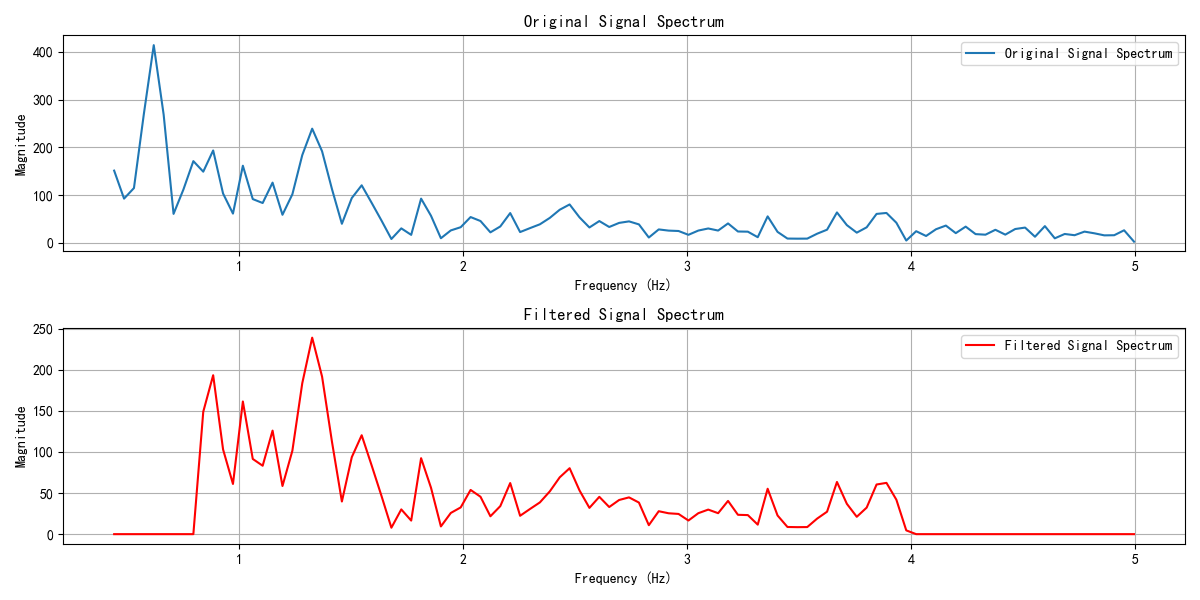 Original Signal Spectrum
Original Signal Spectrum
Magnitude
400
300
200
100
0
1
2
3
4
5
Frequency (Hz)
Filtered Signal Spectrum
Filtered Signal Spectrum
Magnitude
250
200
150
100
50
0
1
2
3
4
5
Frequency (Hz)